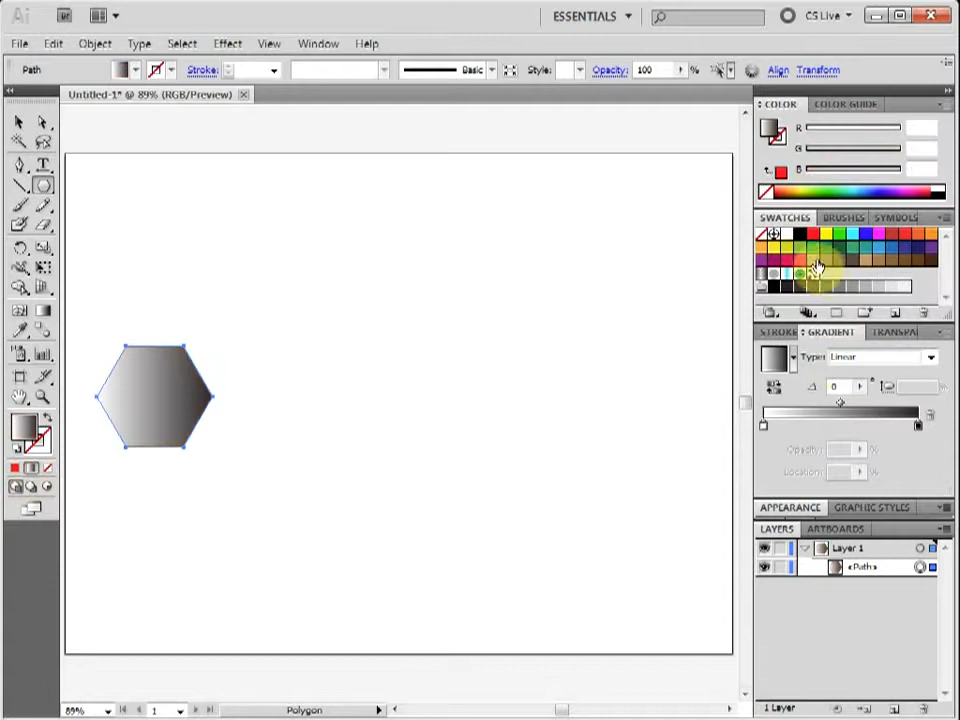 Ai Br ESSENTIALS CS Live
File Edit Object Type Select Effect View Window Help
Path Stroke: Basic Style: Opacity: 100 % Align Transform
Untitled-1* @ 89% (RGB/Preview)
COLOR COLOR GUIDE
R
G
B
SWATCHES BRUSHES SYMBOLS
STROKE GRADIENT TRANSPA
Type: Linear
0 %
Opacity: %
Location: %
APPEARANCE GRAPHIC STYLES
LAYERS ARTBOARDS
Layer 1
<Path>
89% 1 Polygon 1 Layer